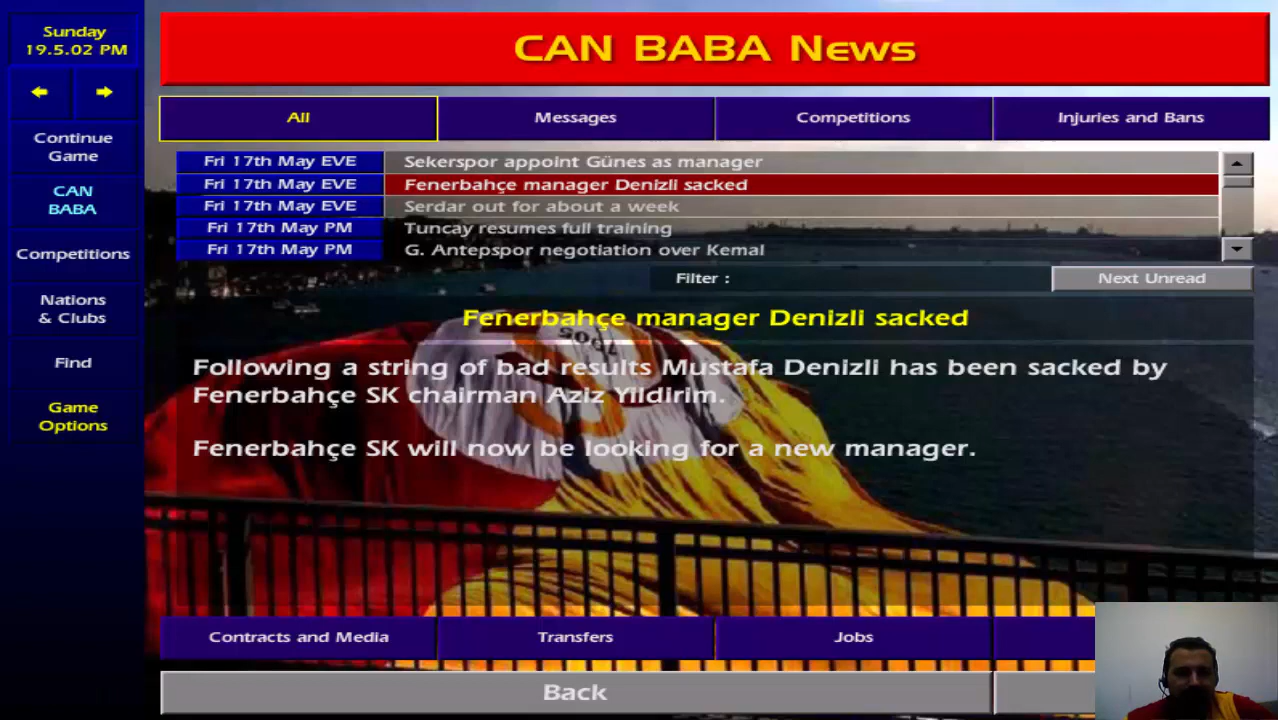 Sunday
19.5.02 PM
CAN BABA News
All
Messages
Competitions
Injuries and Bans
Continue
Game
CAN
BABA
Competitions
Nations
& Clubs
Find
Game
Options
Fri 17th May EVE Sekerspor appoint Günes as manager
Fri 17th May EVE Fenerbahçe manager Denizli sacked
Fri 17th May EVE Serdar out for about a week
Fri 17th May PM Tuncay resumes full training
Fri 17th May PM G. Antepspor negotiation over Kemal
Filter :
Next Unread
Fenerbahçe manager Denizli sacked
Following a string of bad results Mustafa Denizli has been sacked by
Fenerbahçe SK chairman Aziz Yildirim.
Fenerbahçe SK will now be looking for a new manager.
Contracts and Media
Transfers
Jobs
Back